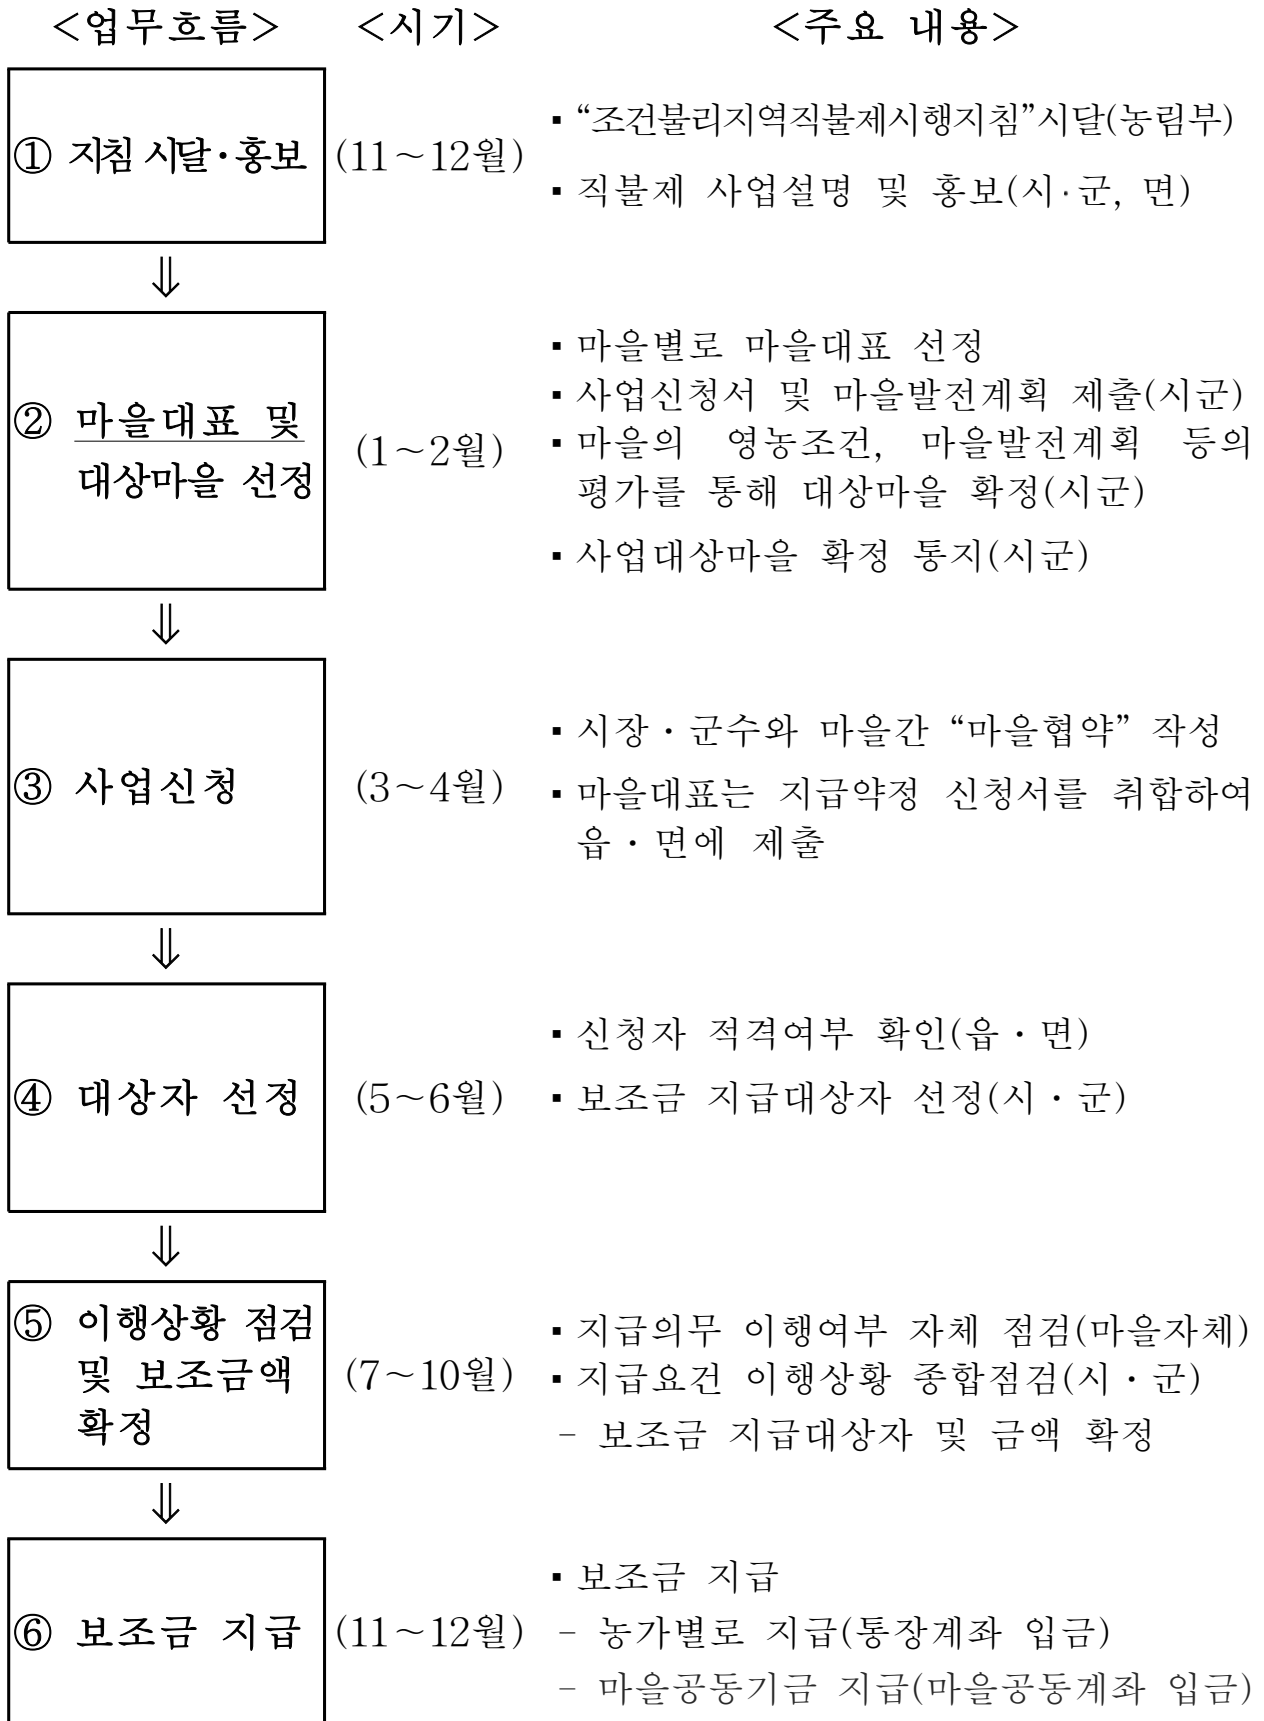 <업무흐름> <시기> <주요 내용>
① 지침 시달·홍보 (11~12월)
▪ “조건불리지역직불제시행지침”시달(농림부)
▪ 직불제 사업설명 및 홍보(시·군, 면)
⇓
② 마을대표 및
대상마을 선정
(1~2월)
▪ 마을별로 마을대표 선정
▪ 사업신청서 및 마을발전계획 제출(시군)
▪ 마을의 영농조건, 마을발전계획 등의
평가를 통해 대상마을 확정(시군)
▪ 사업대상마을 확정 통지(시군)
⇓
③ 사업신청 (3~4월)
▪ 시장·군수와 마을간 “마을협약” 작성
▪ 마을대표는 지급약정 신청서를 취합하여
읍·면에 제출
⇓
④ 대상자 선정 (5~6월)
▪ 신청자 적격여부 확인(읍·면)
▪ 보조금 지급대상자 선정(시·군)
⇓
⑤ 이행상황 점검
및 보조금액
확정
(7~10월)
▪ 지급의무 이행여부 자체 점검(마을자체)
▪ 지급요건 이행상황 종합점검(시·군)
- 보조금 지급대상자 및 금액 확정
⇓
⑥ 보조금 지급 (11~12월)
▪ 보조금 지급
- 농가별로 지급(통장계좌 입금)
- 마을공동기금 지급(마을공동계좌 입금)